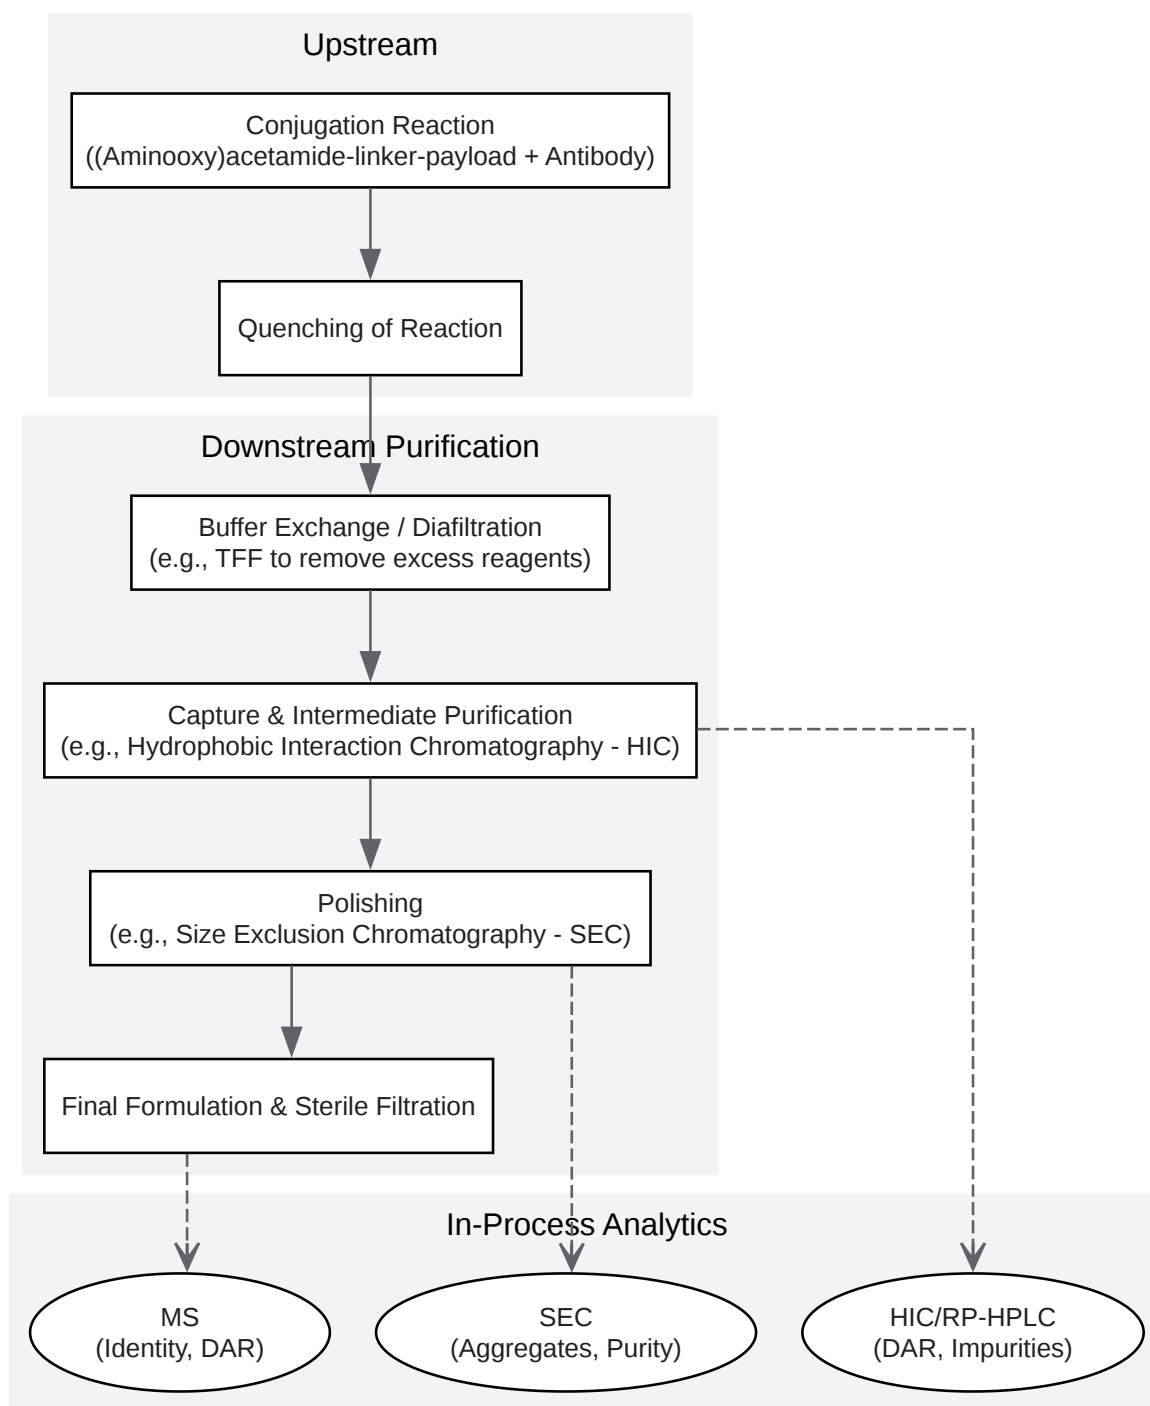 Upstream
Conjugation Reaction
((Aminooxy)acetamide-linker-payload + Antibody)
Quenching of Reaction
Downstream Purification
Buffer Exchange / Diafiltration
(e.g., TFF to remove excess reagents)
Capture & Intermediate Purification
(e.g., Hydrophobic Interaction Chromatography - HIC)
Polishing
(e.g., Size Exclusion Chromatography - SEC)
Final Formulation & Sterile Filtration
In-Process Analytics
MS
(Identity, DAR)
SEC
(Aggregates, Purity)
HIC/RP-HPLC
(DAR, Impurities)